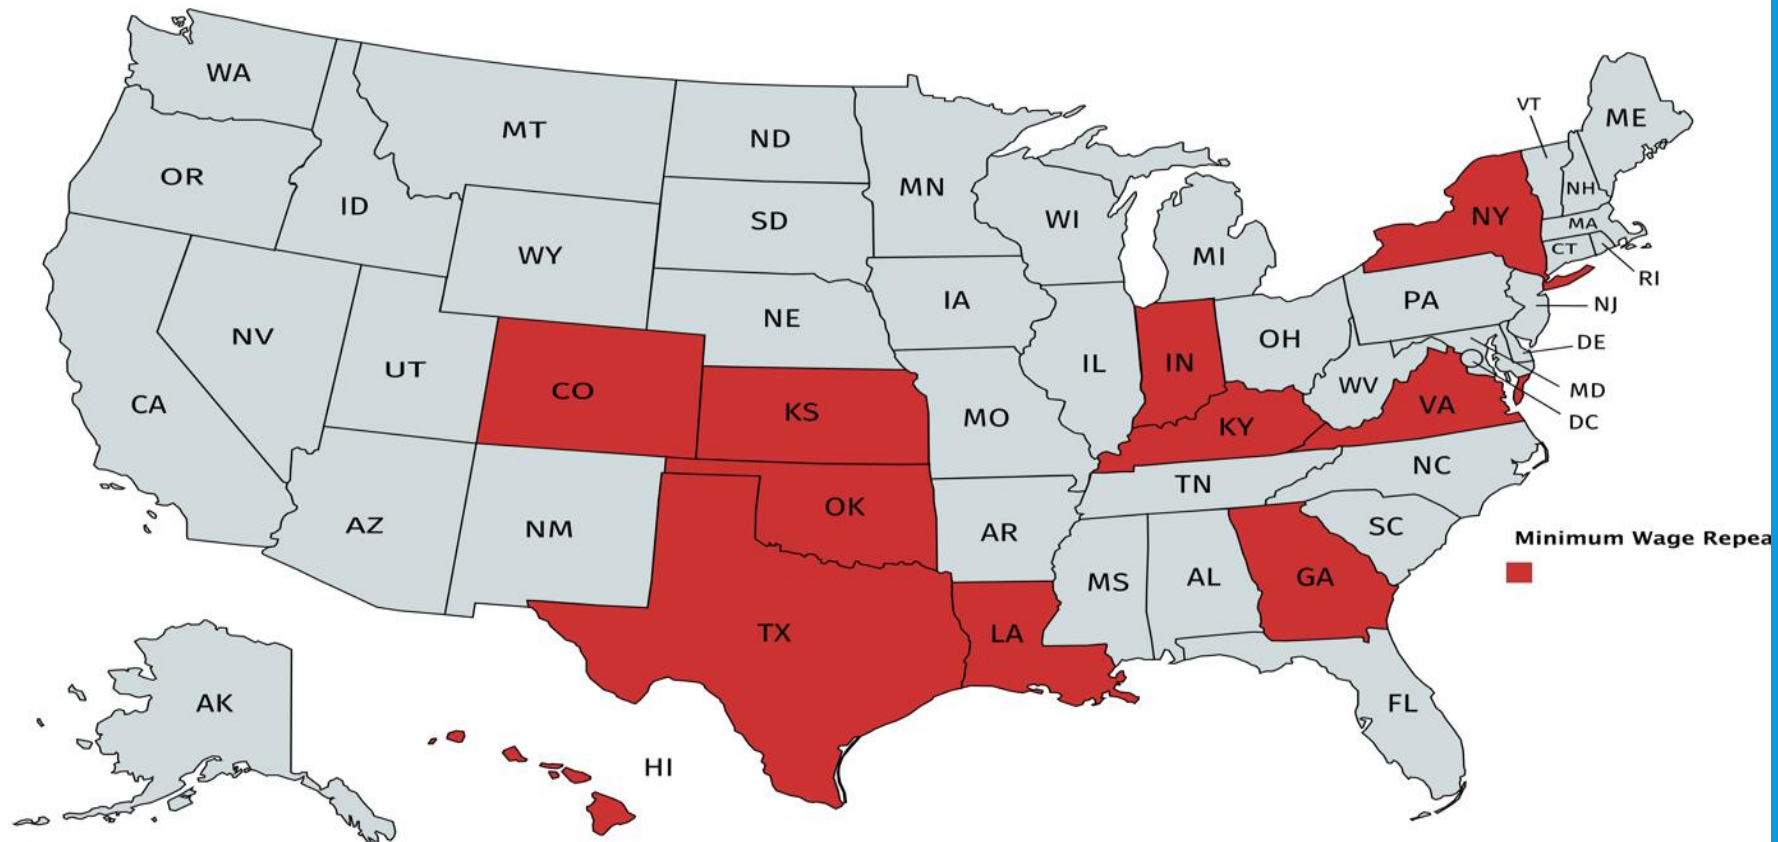 WA
MT
ND
MN
VT
ME
OR
ID
SD
WI
NY
NH
MA
WY
MI
CT
RI
IA
PA
NJ
NE
NV
OH
DE
UT
IL
IN
CO
WV
MD
CA
KS
MO
VA
DC
KY
NC
TN
OK
AZ
NM
AR
SC
Minimum Wage Repea
MS
AL
GA
TX
LA
AK
FL
HI